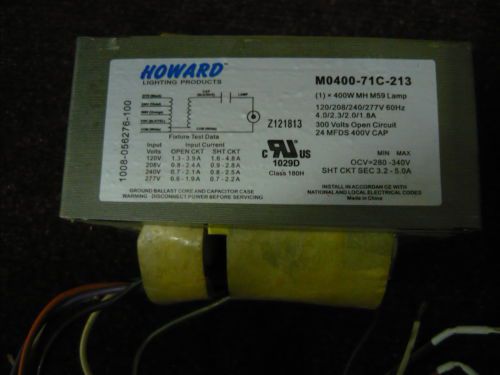 HOWARD
LIGHTING PRODUCTS
M0400-71C-213
(1) × 400W MH M59 Lamp
120/208/240/277V 60Hz
4.0/2.3/2.0/1.8A
300 Volts Open Circuit
24 MFDS 400V CAP
1008-056276-100
CAP
LAMP
COM (White)
Z121813
Fixture Test Data
Input Input Current
Volts OPEN CKT SHT CKT
120V 1.3 - 3.9A 1.6 - 4.8A
208V 0.8 - 2.4A 0.9 - 2.8A
240V 0.7 - 2.1A 0.8 - 2.5A
277V 0.6 - 1.9A 0.7 - 2.2A
c RU US
1029D
Class 180H
MIN MAX
OCV=280 -340V
SHT CKT SEC 3.2 - 5.0A
GROUND BALLAST CORE AND CAPACITOR CASE
WARNING DISCONNECT POWER BEFORE SERVICING
INSTALL IN ACCORDAN CE WITH
NATIONAL AND LOCAL ELECTRICAL CODES
Made in China